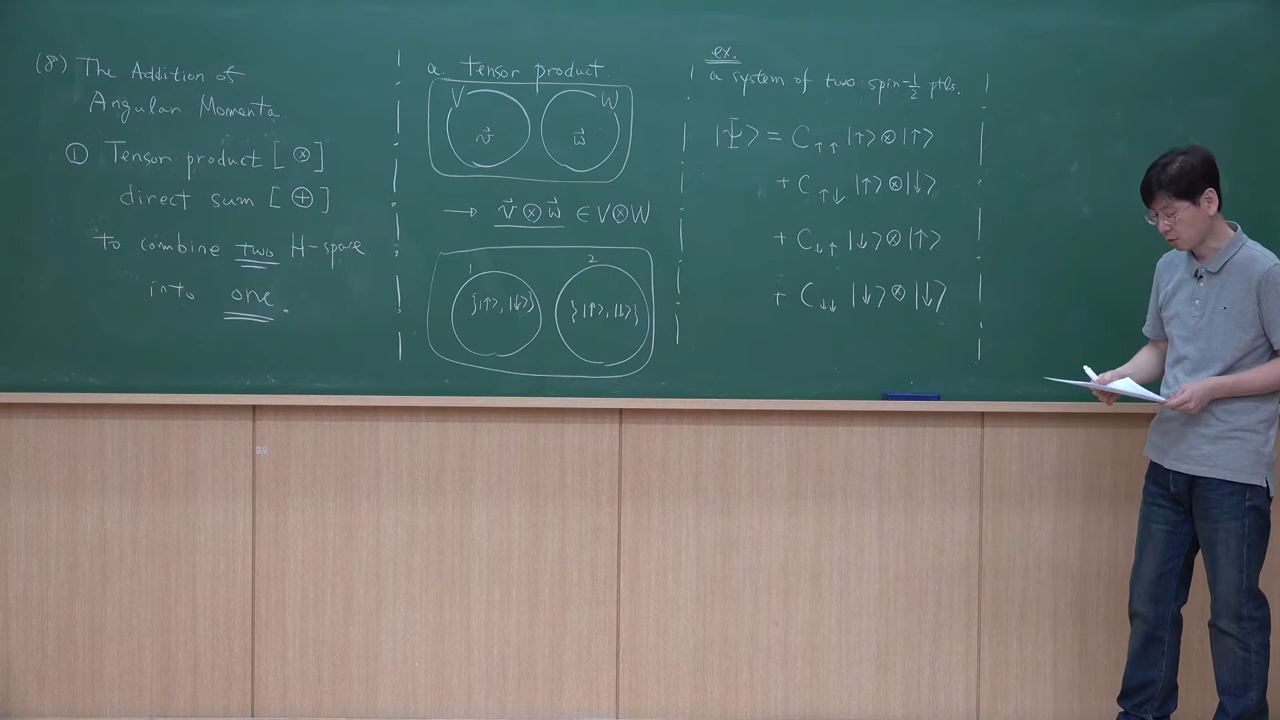 (8) The Addition of
Angular Momenta.
① Tensor product [ ⊗ ]
direct sum [ ⊕ ]
to combine two H-space
into one.
a. tensor product.
V W
v⃗ w⃗
→ v⃗ ⊗ w⃗ ∈ V⊗W
1 2
{|↑⟩, |↓⟩} {|↑⟩, |↓⟩}
ex.
a system of two spin-½ ptls.
|Ψ⟩ = C↑↑ |↑⟩⊗|↑⟩
+ C↑↓ |↑⟩⊗|↓⟩
+ C↓↑ |↓⟩⊗|↑⟩
+ C↓↓ |↓⟩⊗|↓⟩